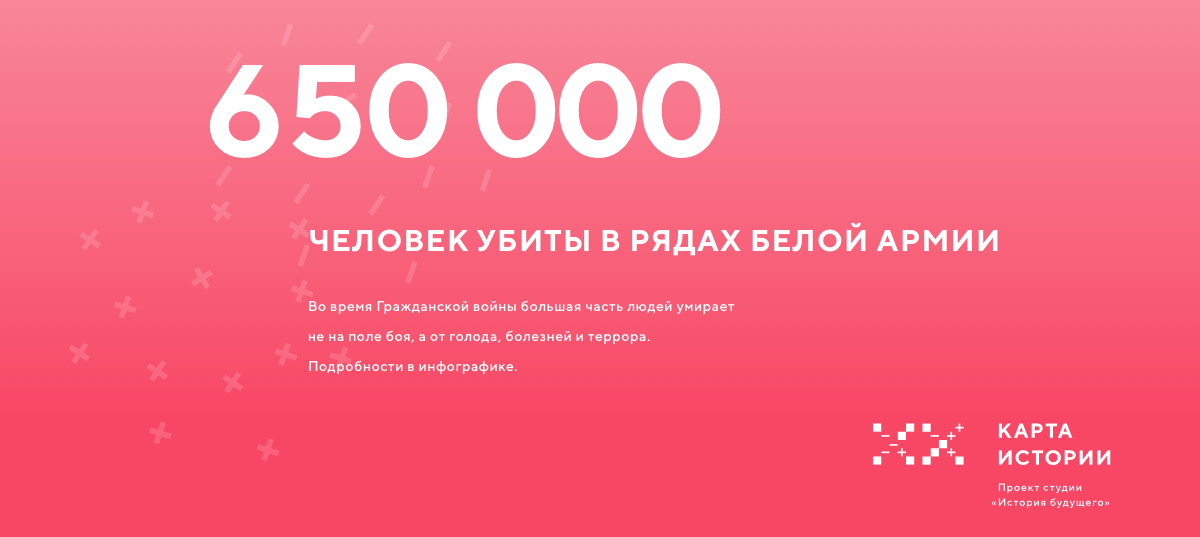 650 000
ЧЕЛОВЕК УБИТЫ В РЯДАХ БЕЛОЙ АРМИИ
Во время Гражданской войны большая часть людей умирает
не на поле боя, а от голода, болезней и террора.
Подробности в инфографике.
КАРТА
ИСТОРИИ
Проект студии
«История будущего»